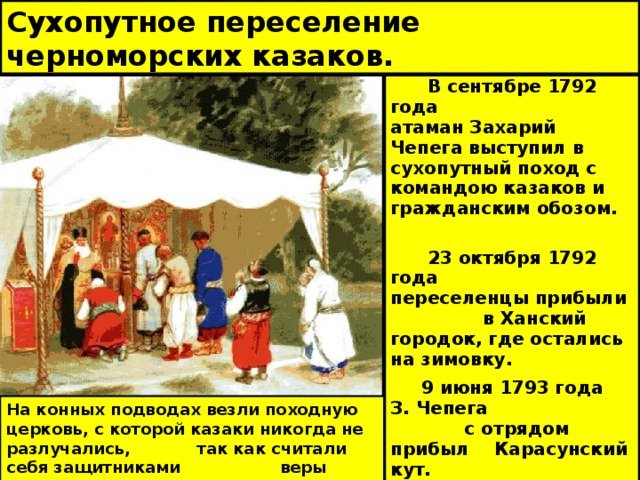 Сухопутное переселение
черноморских казаков.
В сентябре 1792
года
атаман Захарий
Чепега выступил в
сухопутный поход с
командою казаков и
гражданским обозом.
23 октября 1792
года
переселенцы прибыли
в Ханский
городок, где остались
на зимовку.
9 июня 1793 года
З. Чепега
с отрядом
прибыл Карасунский
кут.
На конных подводах везли походную
церковь, с которой казаки никогда не
разлучались, так как считали
себя защитниками веры